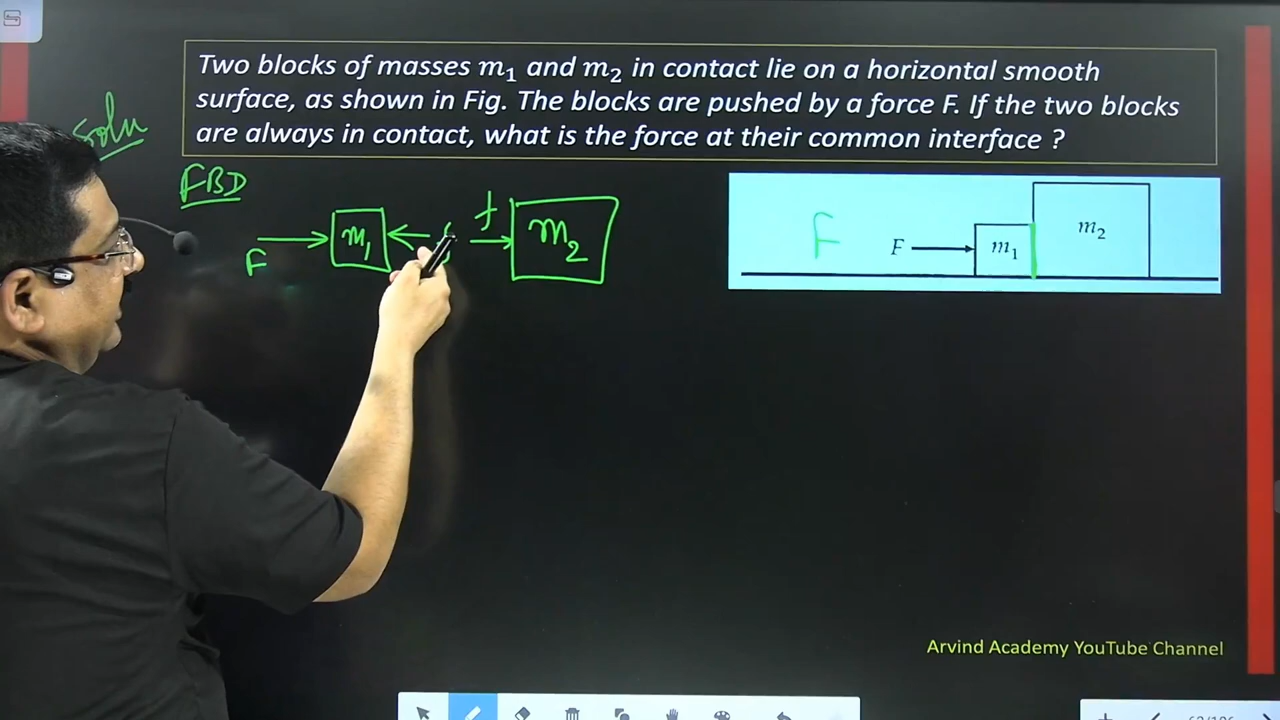 Two blocks of masses m₁ and m₂ in contact lie on a horizontal smooth
surface, as shown in Fig. The blocks are pushed by a force F. If the two blocks
are always in contact, what is the force at their common interface ?
Solu
FBD
F
m₁
f
m₂
F
F
m₁
m₂
Arvind Academy YouTube Channel